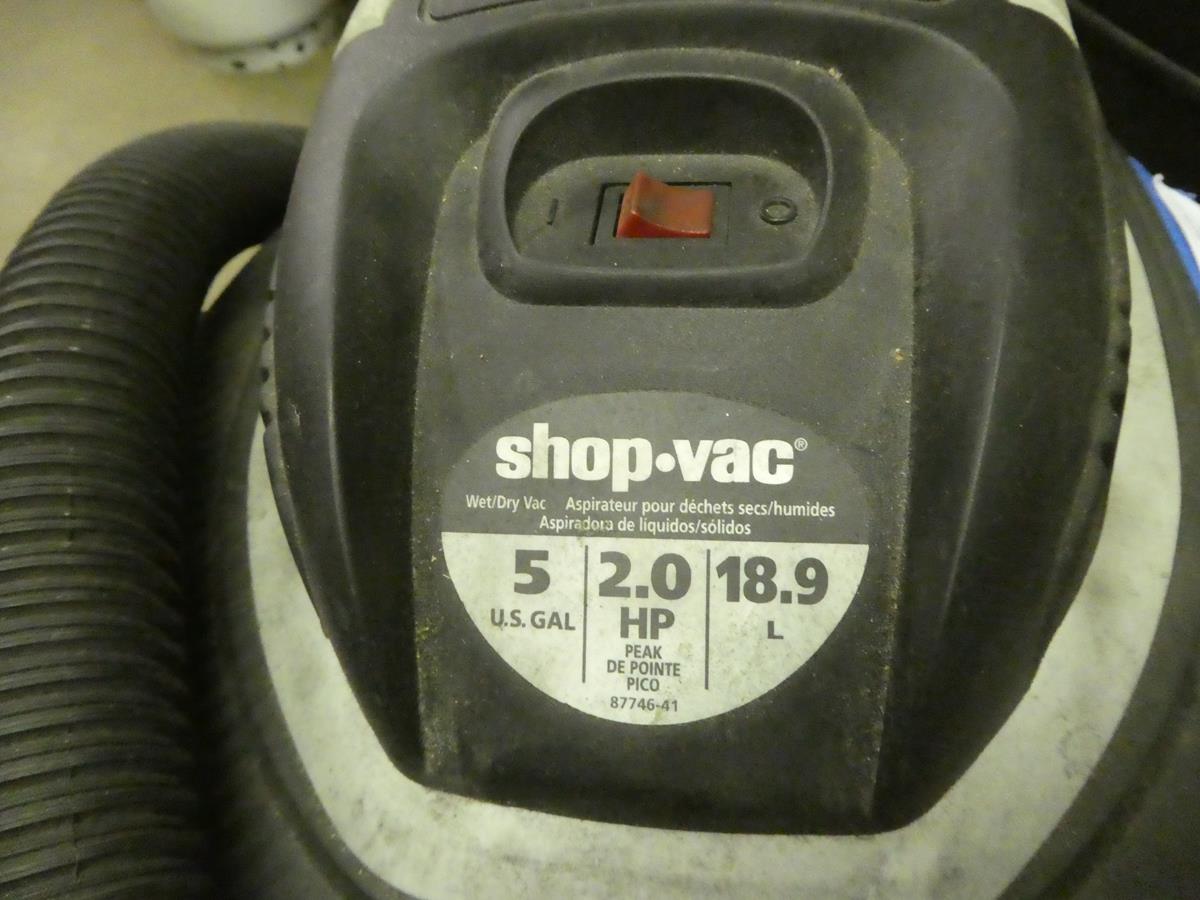 I O
shop•vac®
Wet/Dry Vac Aspirateur pour déchets secs/humides
Aspiradora de liquidos/sólidos
5 2.0 18.9
U.S. GAL HP L
PEAK
DE POINTE
PICO
87746-41